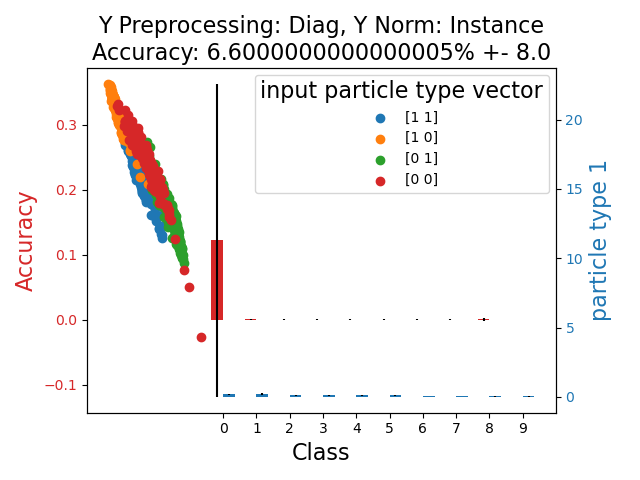 Y Preprocessing: Diag, Y Norm: Instance
Accuracy: 6.6000000000000005% +- 8.0
input particle type vector
[1 1]
[1 0]
[0 1]
[0 0]
Accuracy
0.3
0.2
0.1
0.0
−0.1
particle type 1
20
15
10
5
0
0 1 2 3 4 5 6 7 8 9
Class